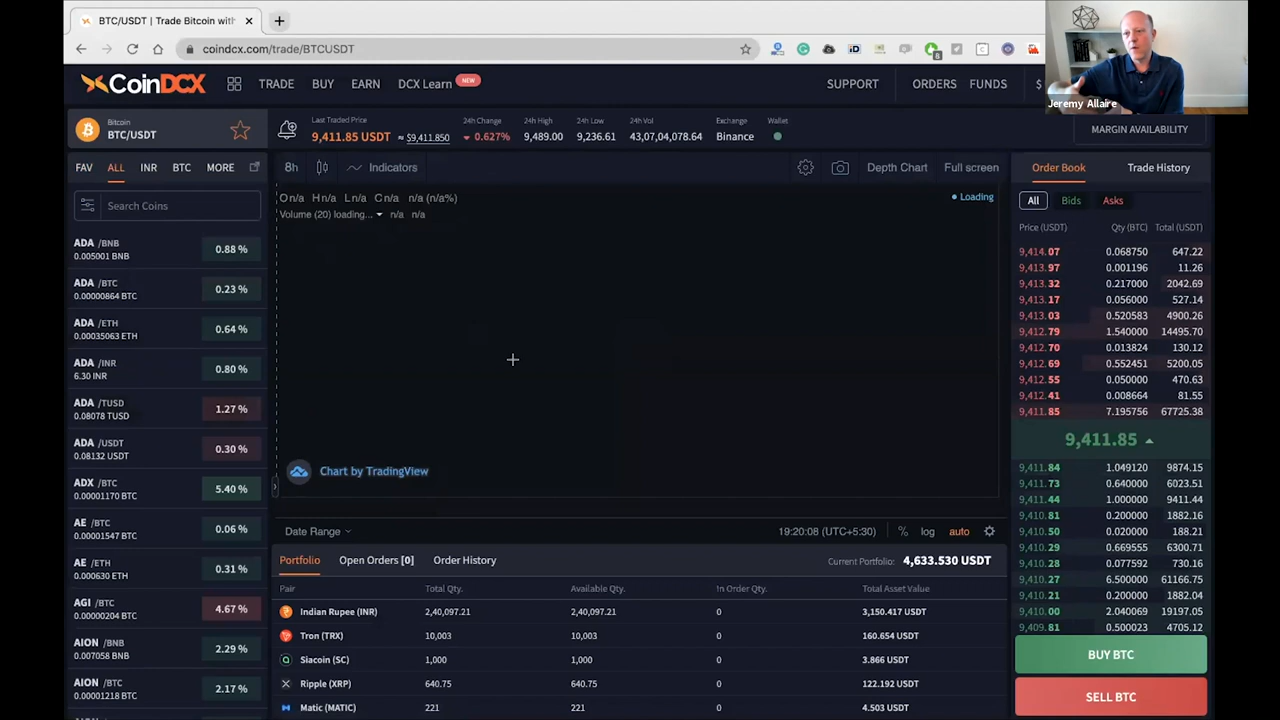 BTC/USDT | Trade Bitcoin with
coindcx.com/trade/BTCUSDT
Jeremy Allaire
CoinDCX
TRADE BUY EARN DCX Learn NEW SUPPORT ORDERS FUNDS $
Bitcoin
BTC/USDT
Last Traded Price
9,411.85 USDT ≈ $9,411.850
24h Change
0.627%
24h High
9,489.00
24h Low
9,236.61
24h Vol
43,07,04,078.64
Exchange
Binance
Wallet
MARGIN AVAILABILITY
FAV ALL INR BTC MORE
8h Indicators Depth Chart Full screen
Order Book Trade History
Search Coins
O n/a H n/a L n/a C n/a n/a (n/a%)
Volume (20) loading... n/a n/a
Loading
All Bids Asks
Price (USDT) Qty (BTC) Total (USDT)
ADA /BNB
0.005001 BNB
0.88 %
ADA /BTC
0.00000864 BTC
0.23 %
ADA /ETH
0.00035063 ETH
0.64 %
ADA /INR
6.30 INR
0.80 %
ADA /TUSD
0.08078 TUSD
1.27 %
ADA /USDT
0.08132 USDT
0.30 %
ADX /BTC
0.00001170 BTC
5.40 %
AE /BTC
0.00001547 BTC
0.06 %
AE /ETH
0.000630 ETH
0.31 %
AGI /BTC
0.00000204 BTC
4.67 %
AION /BNB
0.007058 BNB
2.29 %
AION /BTC
0.00001218 BTC
2.17 %
Chart by TradingView
Date Range 19:20:08 (UTC+5:30) % log auto
Portfolio Open Orders [0] Order History Current Portfolio: 4,633.530 USDT
Pair Total Qty. Available Qty. In Order Qty. Total Asset Value
Indian Rupee (INR) 2,40,097.21 2,40,097.21 0 3,150.417 USDT
Tron (TRX) 10,003 10,003 0 160.654 USDT
Siacoin (SC) 1,000 1,000 0 3.866 USDT
Ripple (XRP) 640.75 640.75 0 122.192 USDT
Matic (MATIC) 221 221 0 4.503 USDT
9,414.07 0.068750 647.22
9,413.97 0.001196 11.26
9,413.32 0.217000 2042.69
9,413.17 0.056000 527.14
9,413.03 0.520583 4900.26
9,412.79 1.540000 14495.70
9,412.70 0.013824 130.12
9,412.69 0.552451 5200.05
9,412.55 0.050000 470.63
9,412.41 0.008664 81.55
9,411.85 7.195756 67725.38
9,411.85
9,411.84 1.049120 9874.15
9,411.73 0.640000 6023.51
9,411.44 1.000000 9411.44
9,410.81 0.200000 1882.16
9,410.50 0.020000 188.21
9,410.29 0.669555 6300.71
9,410.28 0.077592 730.16
9,410.27 6.500000 61166.75
9,410.21 0.200000 1882.04
9,410.00 2.040069 19197.05
9,409.81 0.500023 4705.12
BUY BTC
SELL BTC